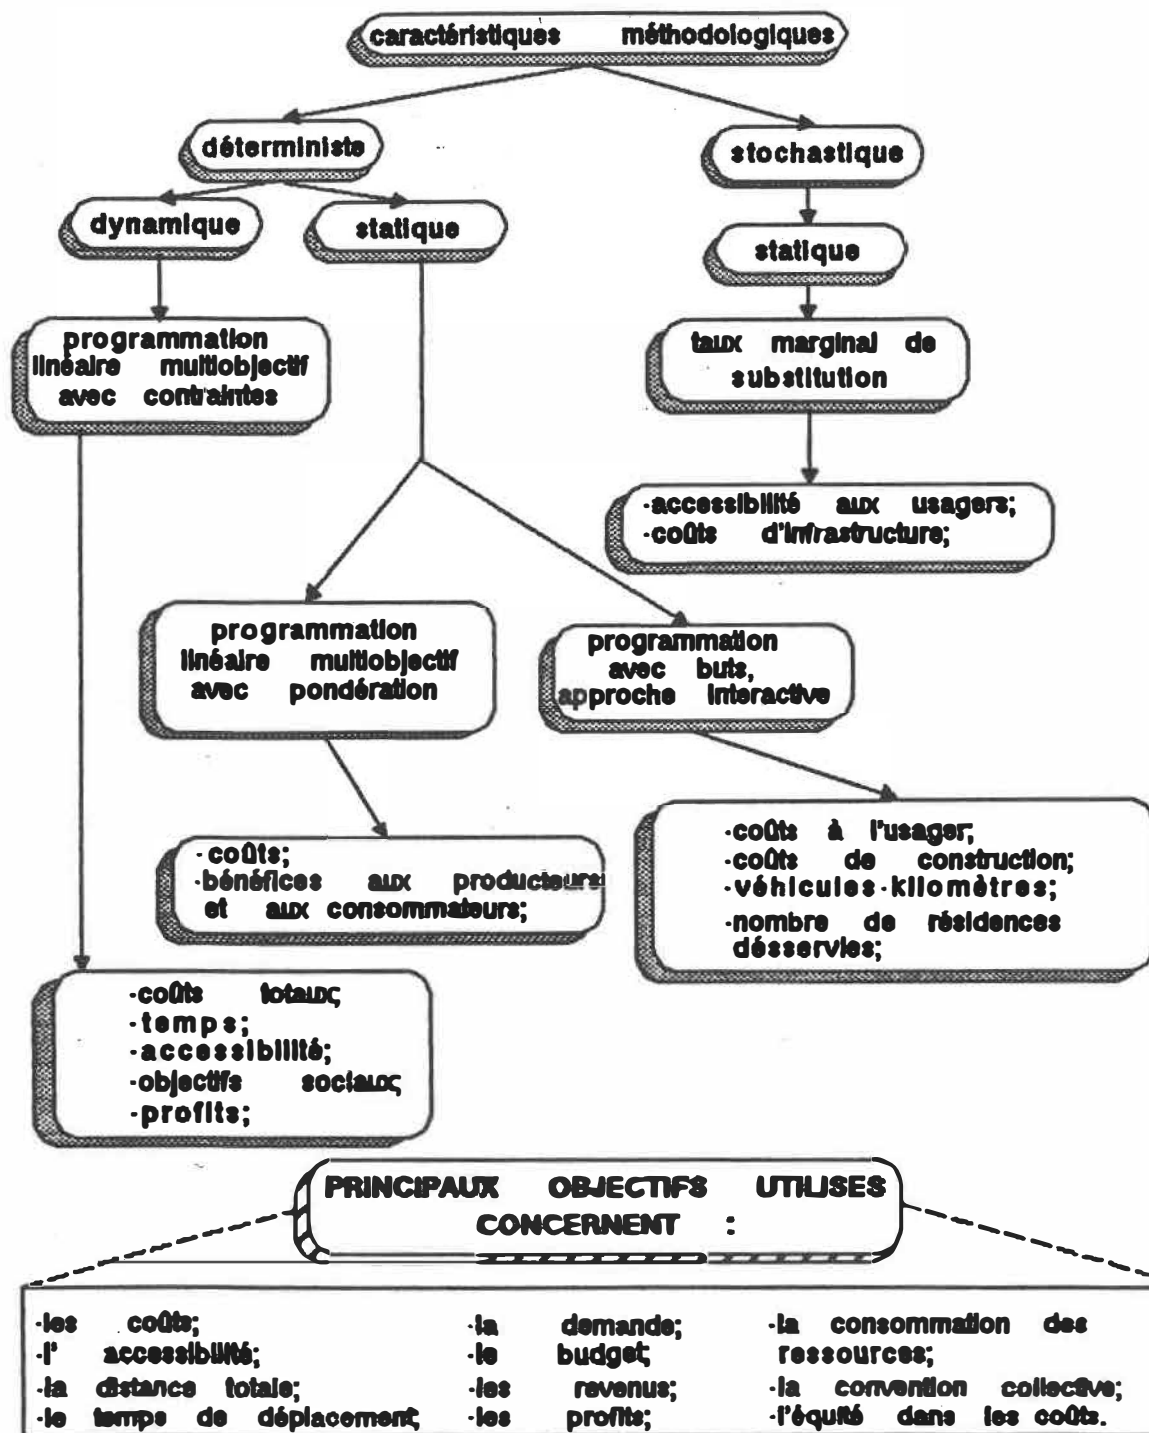 caractéristiques méthodologiques
déterministe
stochastique
dynamique
statique
statique
programmation
linéaire multiobjectif
avec contraintes
taux marginal de
substitution
·accessibilité aux usagers;
·coûts d'infrastructure;
programmation
linéaire multiobjectif
avec pondération
programmation
avec buts,
approche interactive
·coûts;
·bénéfices aux producteurs
et aux consommateurs;
·coûts à l'usager;
·coûts de construction;
·véhicules·kilomètres;
·nombre de résidences
désservies;
·coûts totaux;
·temps;
·accessibilité;
·objectifs sociaux;
·profits;
PRINCIPAUX OBJECTIFS UTILISES
CONCERNENT :
·les coûts;
·l' accessibilité;
·la distance totale;
·le temps de déplacement;
·la demande;
·le budget;
·les revenus;
·les profits;
·la consommation des
ressources;
·la convention collective;
·l'équité dans les coûts.